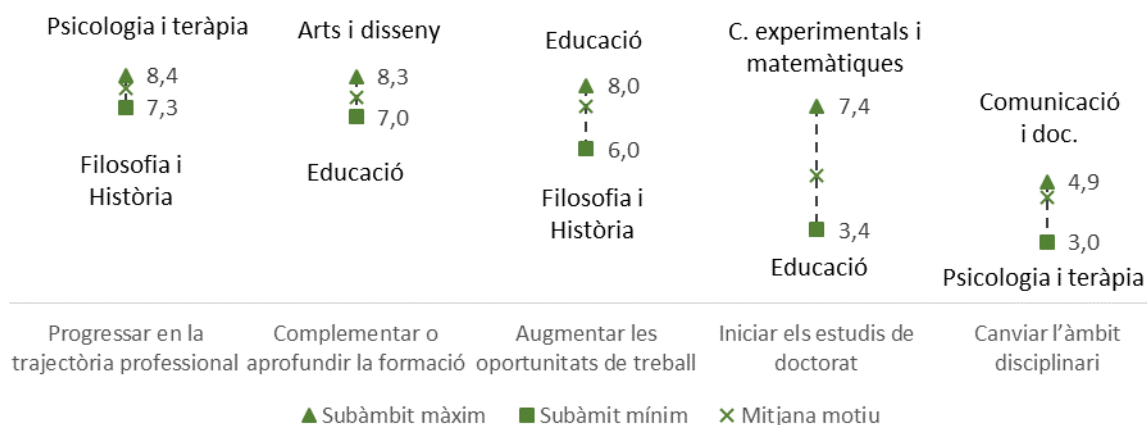 Psicologia i teràpia
8,4
7,3
Filosofia i
Història
Arts i disseny
8,3
7,0
Educació
Educació
8,0
6,0
Filosofia i
Història
C. experimentals i
matemàtiques
7,4
3,4
Educació
Comunicació
i doc.
4,9
3,0
Psicologia i teràpia
Progressar en la
trajectòria professional
Complementar o
aprofundir la formació
Augmentar les
oportunitats de treball
Iniciar els estudis de
doctorat
Canviar l’àmbit
disciplinari
Subàmbit màxim
Subàmit mínim
Mitjana motiu